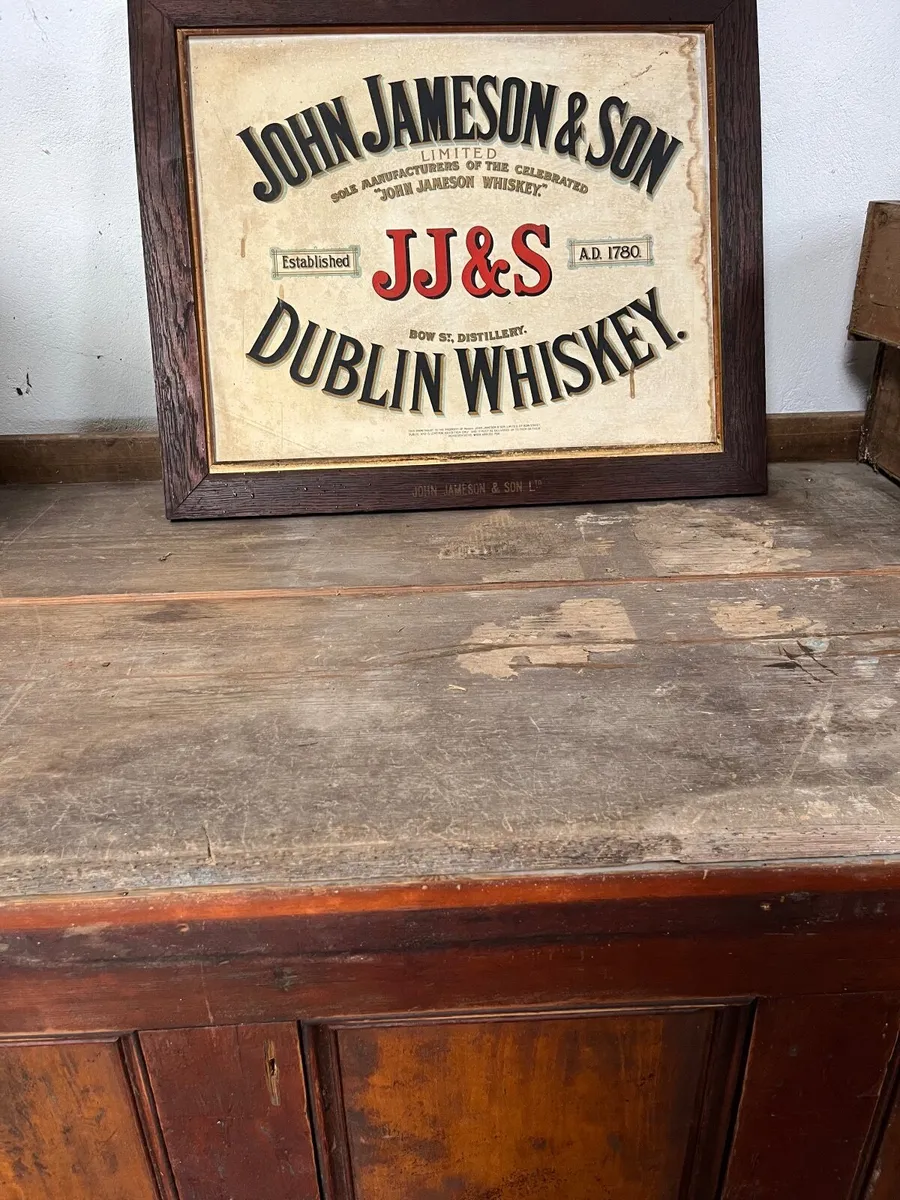 JOHN JAMESON & SON
LIMITED
SOLE MANUFACTURERS OF THE CELEBRATED
"JOHN JAMESON WHISKEY."
Established JJ&S A.D. 1780.
BOW ST, DISTILLERY.
DUBLIN WHISKEY.
JOHN JAMESON & SON LTD